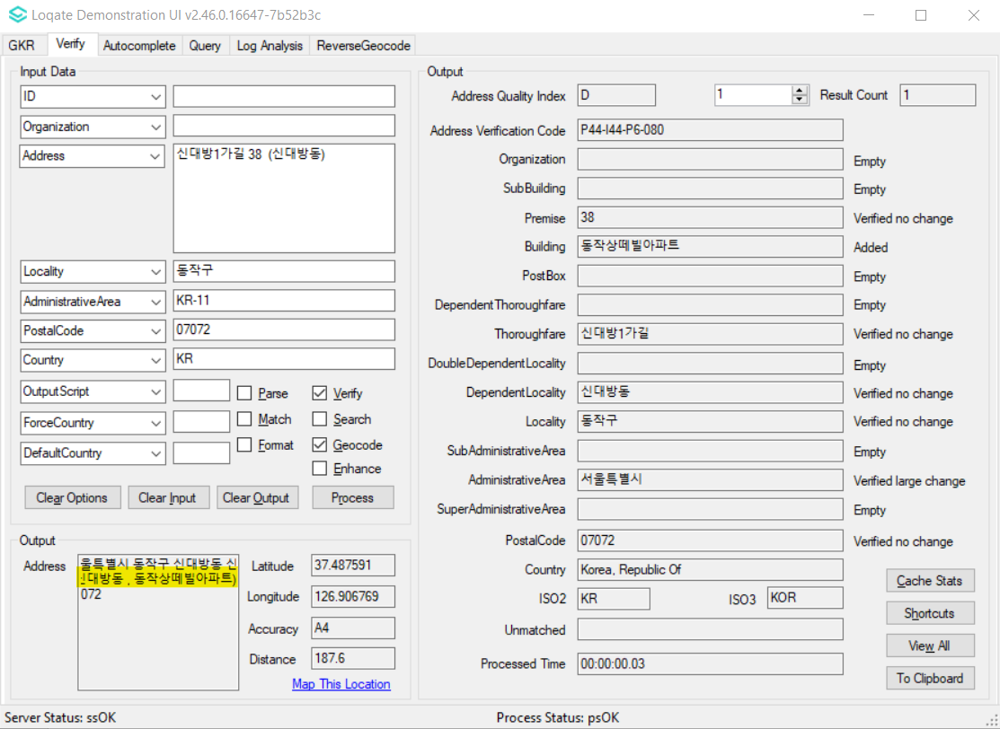 Loqate Demonstration UI v2.46.0.16647-7b52b3c
GKR Verify Autocomplete Query Log Analysis ReverseGeocode
Input Data
ID
Organization
Address 신대방1가길 38 (신대방동)
Locality 동작구
AdministrativeArea KR-11
PostalCode 07072
Country KR
OutputScript Parse Verify
ForceCountry Match Search
DefaultCountry Format Geocode
Enhance
Clear Options Clear Input Clear Output Process
Output
Address 울특별시 동작구 신대방동 신
대방동 , 동작상떼빌아파트)
072
Latitude 37.487591
Longitude 126.906769
Accuracy A4
Distance 187.6
Map This Location
Output
Address Quality Index D 1 Result Count 1
Address Verification Code P44-I44-P6-080
Organization Empty
SubBuilding Empty
Premise 38 Verified no change
Building 동작상떼빌아파트 Added
PostBox Empty
DependentThoroughfare Empty
Thoroughfare 신대방1가길 Verified no change
DoubleDependentLocality Empty
DependentLocality 신대방동 Verified no change
Locality 동작구 Verified no change
SubAdministrativeArea Empty
AdministrativeArea 서울특별시 Verified large change
SuperAdministrativeArea Empty
PostalCode 07072 Verified no change
Country Korea, Republic Of
ISO2 KR ISO3 KOR
Unmatched
Processed Time 00:00:00.03
Cache Stats
Shortcuts
View All
To Clipboard
Server Status: ssOK Process Status: psOK